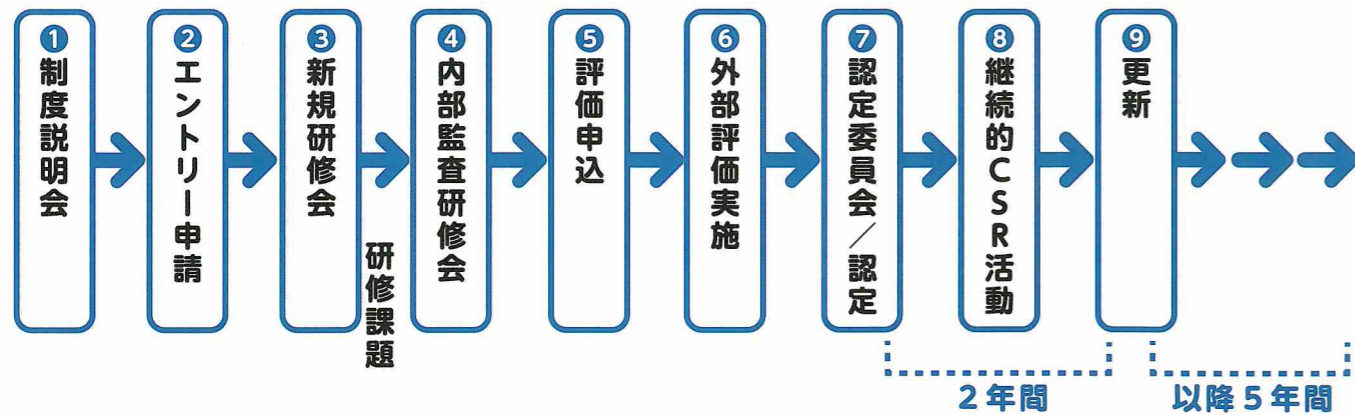 ❶制度説明会
❷エントリー申請
❸新規研修会
研修課題
❹内部監査研修会
❺評価申込
❻外部評価実施
❼認定委員会／認定
❽継続的CSR活動
❾更新
2年間
以降5年間